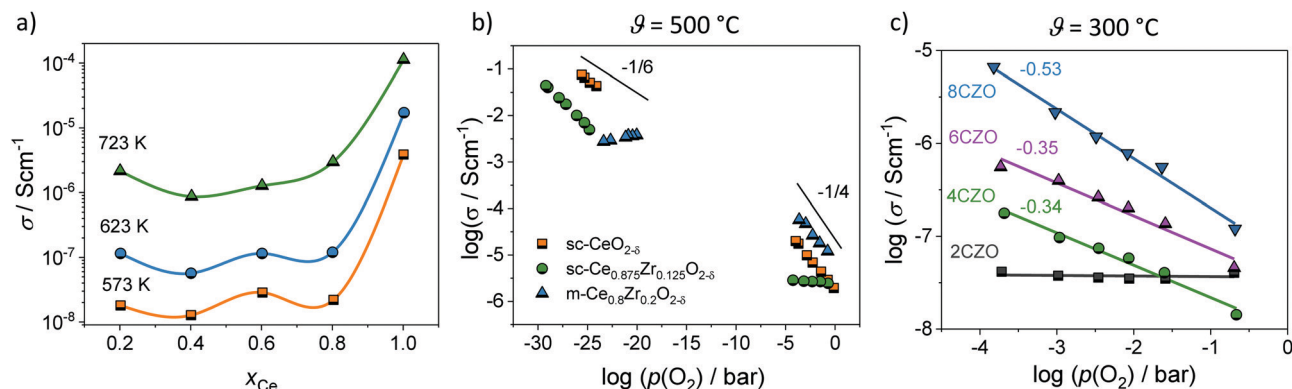 a)
σ / Scm⁻¹
10⁻⁴
10⁻⁵
10⁻⁶
10⁻⁷
10⁻⁸
723 K
623 K
573 K
0.2 0.4 0.6 0.8 1.0
x_Ce
b)
ϑ = 500 °C
log(σ / Scm⁻¹)
-1
-2
-3
-4
-5
-6
-1/6
-1/4
sc-CeO₂₋δ
sc-Ce₀.₈₇₅Zr₀.₁₂₅O₂₋δ
m-Ce₀.₈Zr₀.₂O₂₋δ
-30 -25 -20 -15 -10 -5 0
log (p(O₂) / bar)
c)
ϑ = 300 °C
log (σ / Scm⁻¹)
-5
-6
-7
-8
8CZO
-0.53
6CZO
-0.35
4CZO
-0.34
2CZO
-4 -3 -2 -1 0
log (p(O₂) / bar)